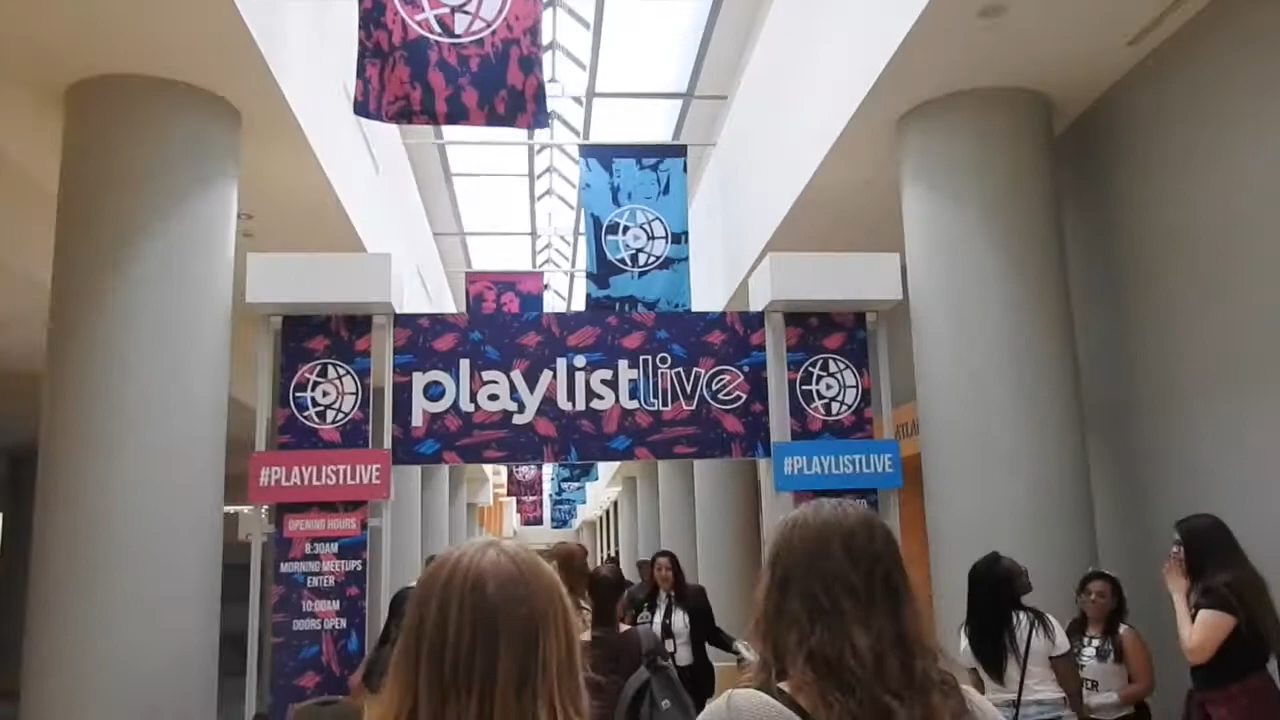 playlistlive
#PLAYLISTLIVE
#PLAYLISTLIVE
OPENING HOURS
8:30AM
MORNING MEETUPS
ENTER
10:00AM
DOORS OPEN